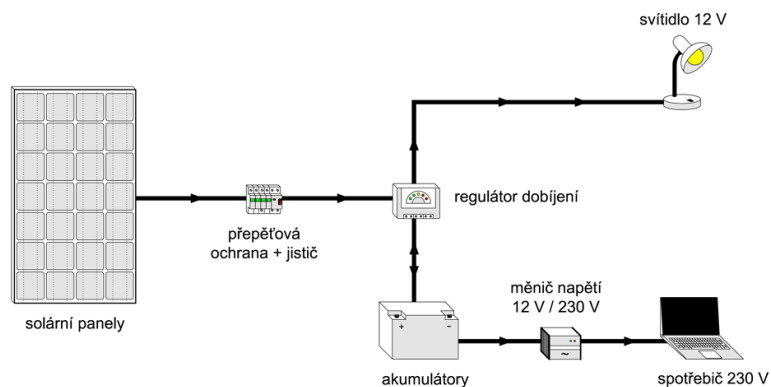 svítidlo 12 V
regulátor dobíjení
přepěťová
ochrana + jistič
solární panely
měnič napětí
12 V / 230 V
+ -
~
akumulátory
spotřebič 230 V